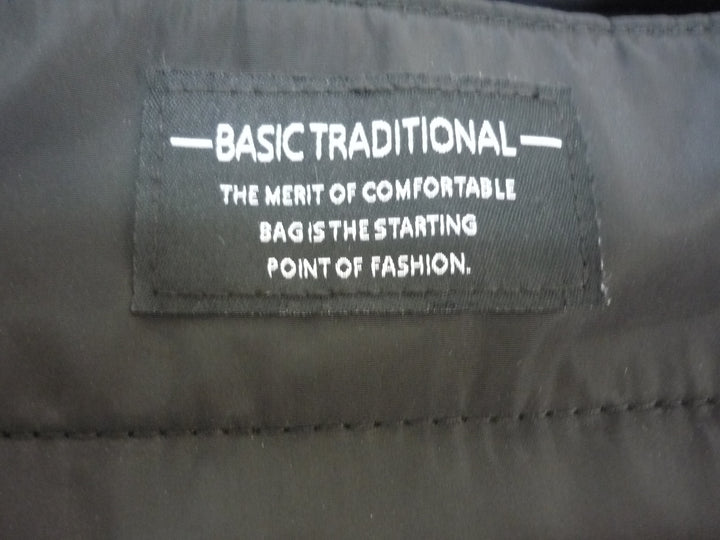 —BASIC TRADITIONAL—
THE MERIT OF COMFORTABLE
BAG IS THE STARTING
POINT OF FASHION.